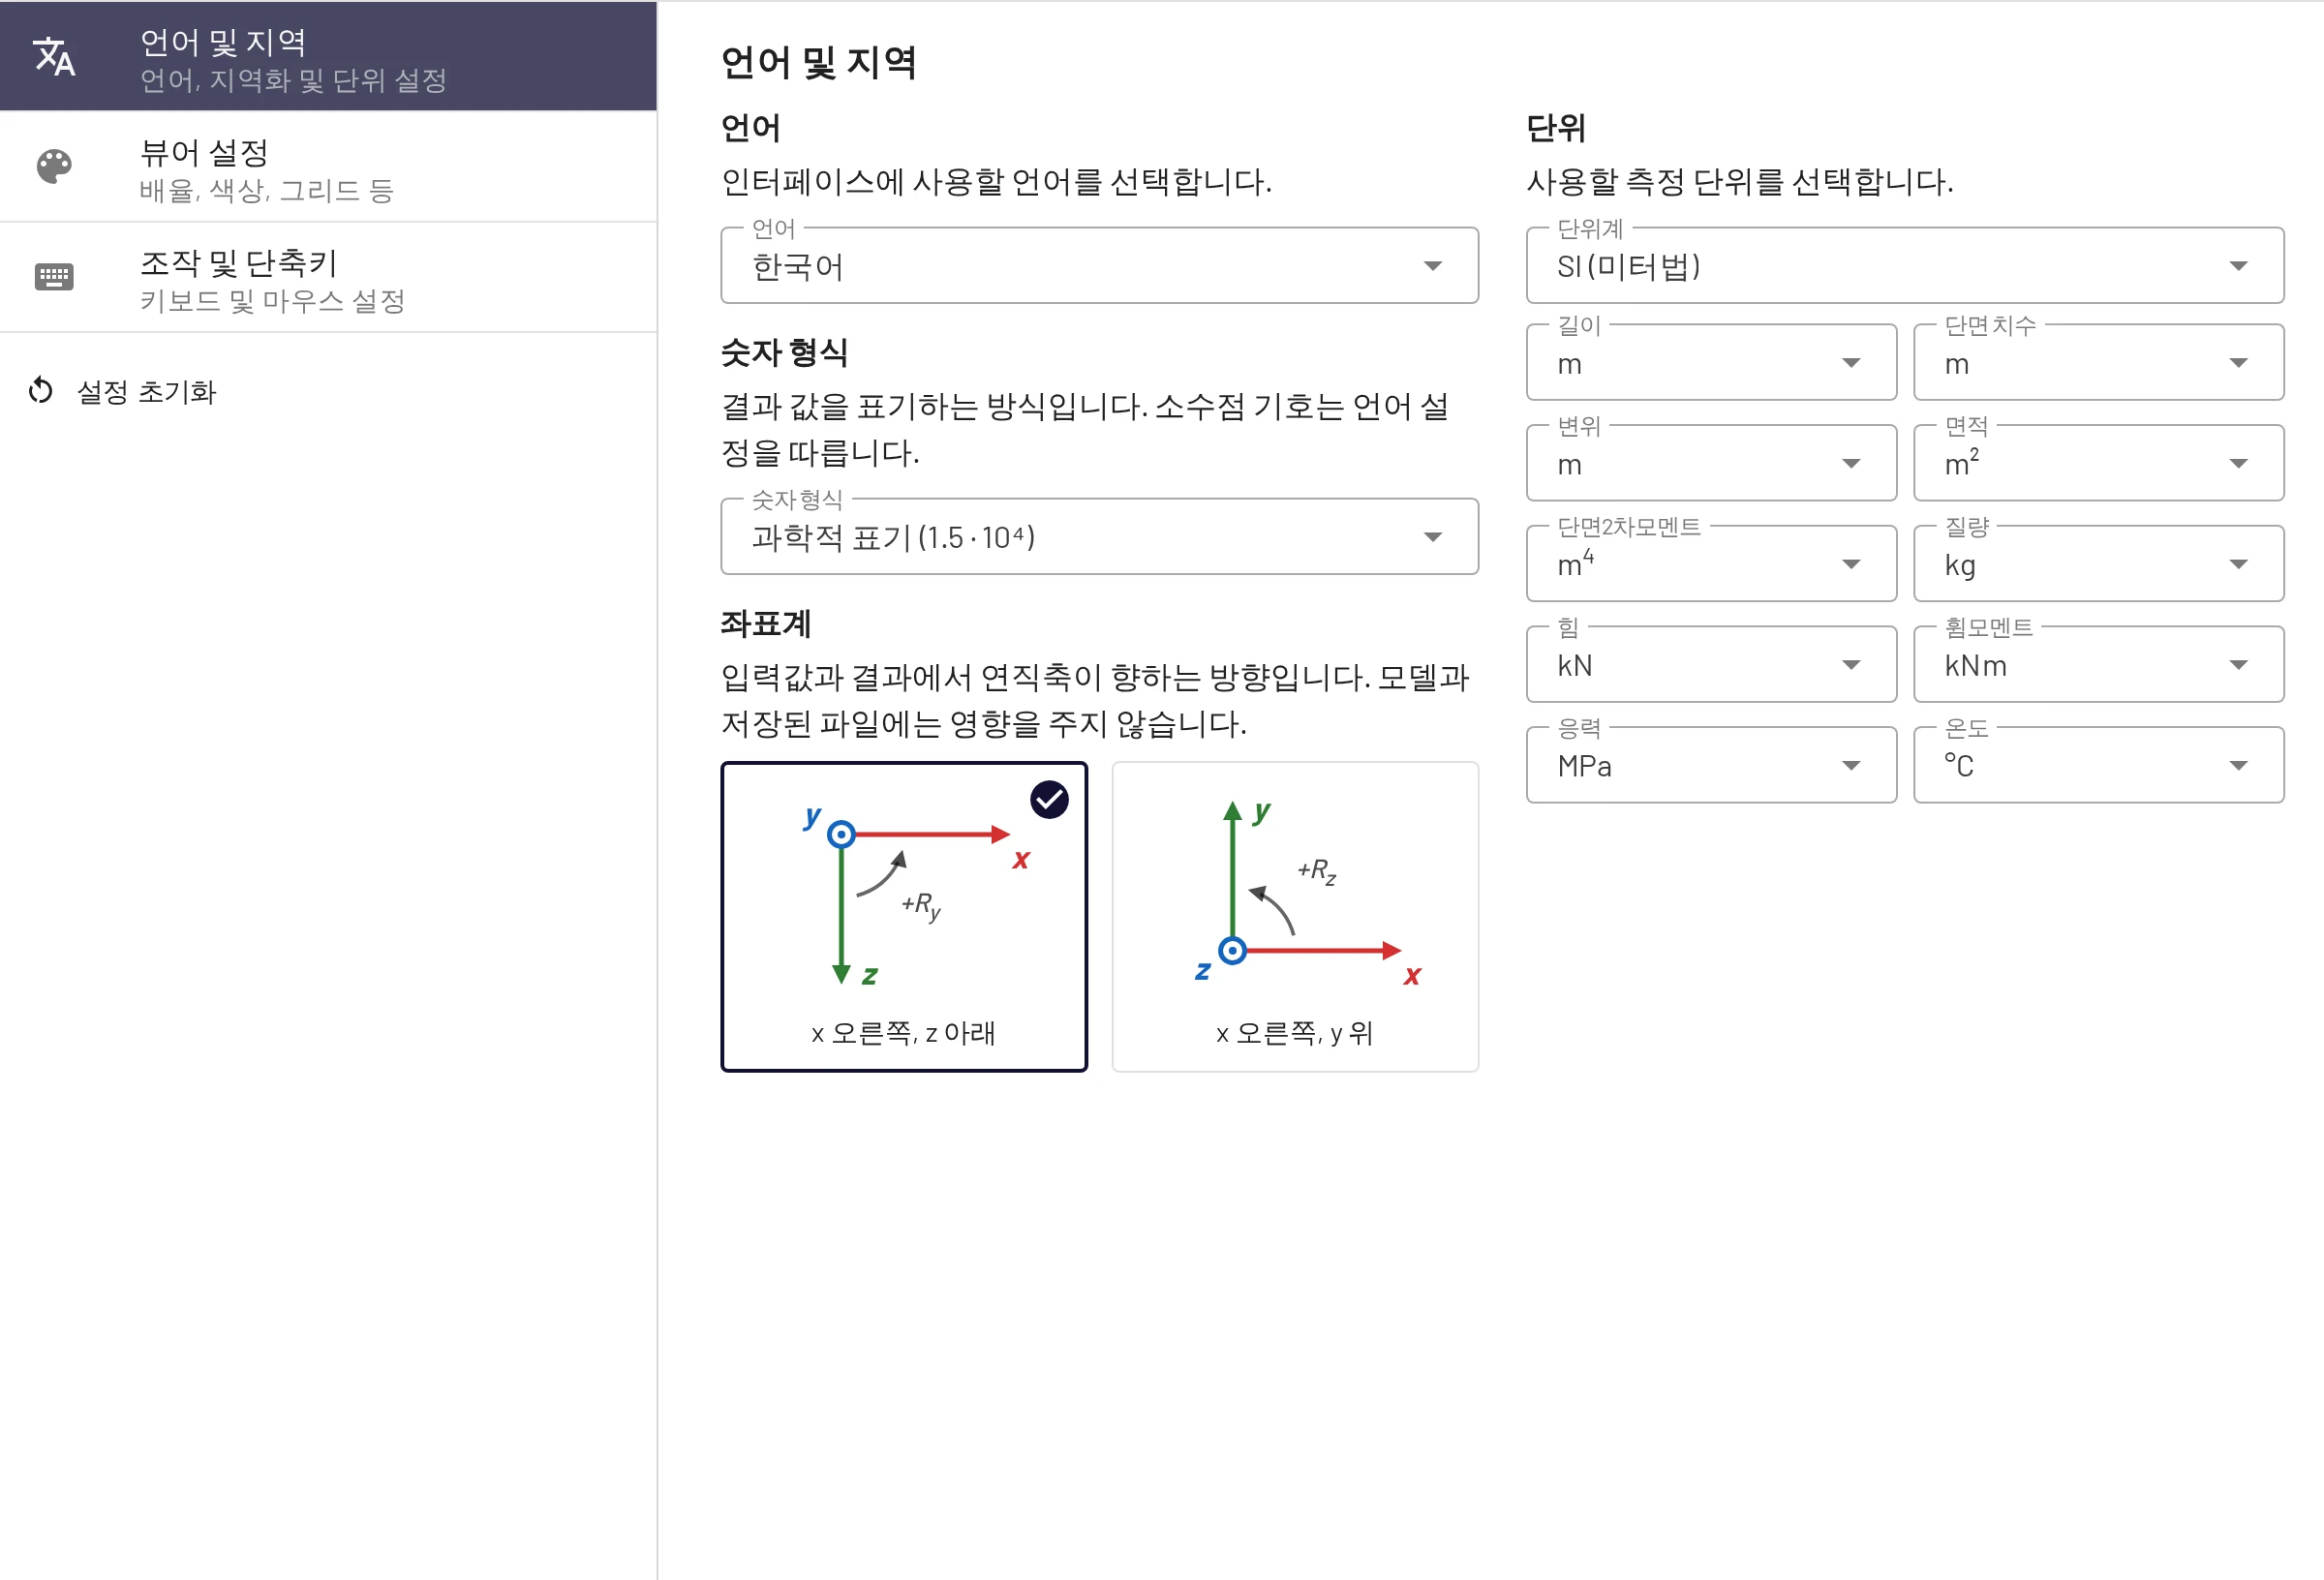 언어 및 지역
언어, 지역화 및 단위 설정
뷰어 설정
배율, 색상, 그리드 등
조작 및 단축키
키보드 및 마우스 설정
설정 초기화
언어 및 지역
언어
인터페이스에 사용할 언어를 선택합니다.
언어
한국어
숫자 형식
결과 값을 표기하는 방식입니다. 소수점 기호는 언어 설
정을 따릅니다.
숫자 형식
과학적 표기 (1.5 · 10⁴)
좌표계
입력값과 결과에서 연직축이 향하는 방향입니다. 모델과
저장된 파일에는 영향을 주지 않습니다.
y
x
+Ry
z
x 오른쪽, z 아래
y
+Rz
z
x
x 오른쪽, y 위
단위
사용할 측정 단위를 선택합니다.
단위계
SI (미터법)
길이
m
단면 치수
m
변위
m
면적
m²
단면2차모멘트
m⁴
질량
kg
힘
kN
휨모멘트
kNm
응력
MPa
온도
°C